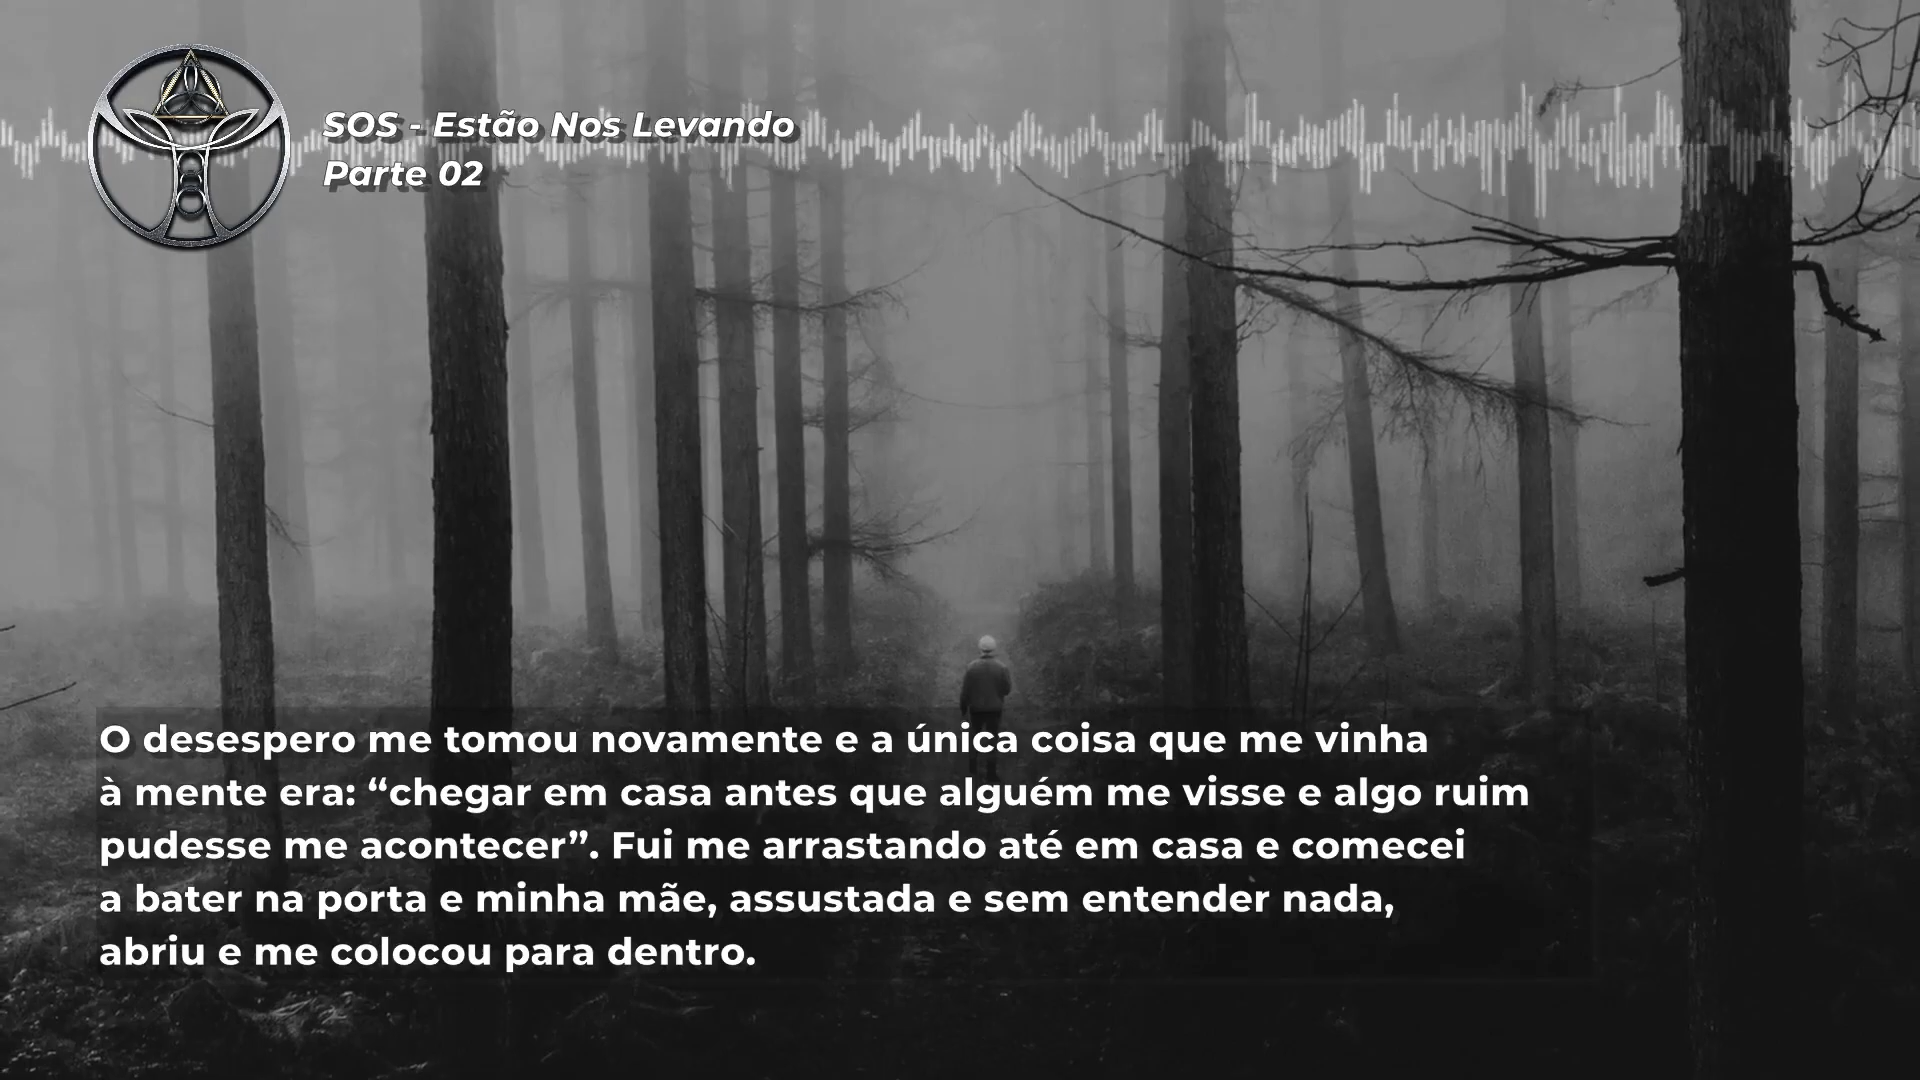 SOS - Estão Nos Levando
Parte 02
O desespero me tomou novamente e a única coisa que me vinha
à mente era: “chegar em casa antes que alguém me visse e algo ruim
pudesse me acontecer”. Fui me arrastando até em casa e comecei
a bater na porta e minha mãe, assustada e sem entender nada,
abriu e me colocou para dentro.